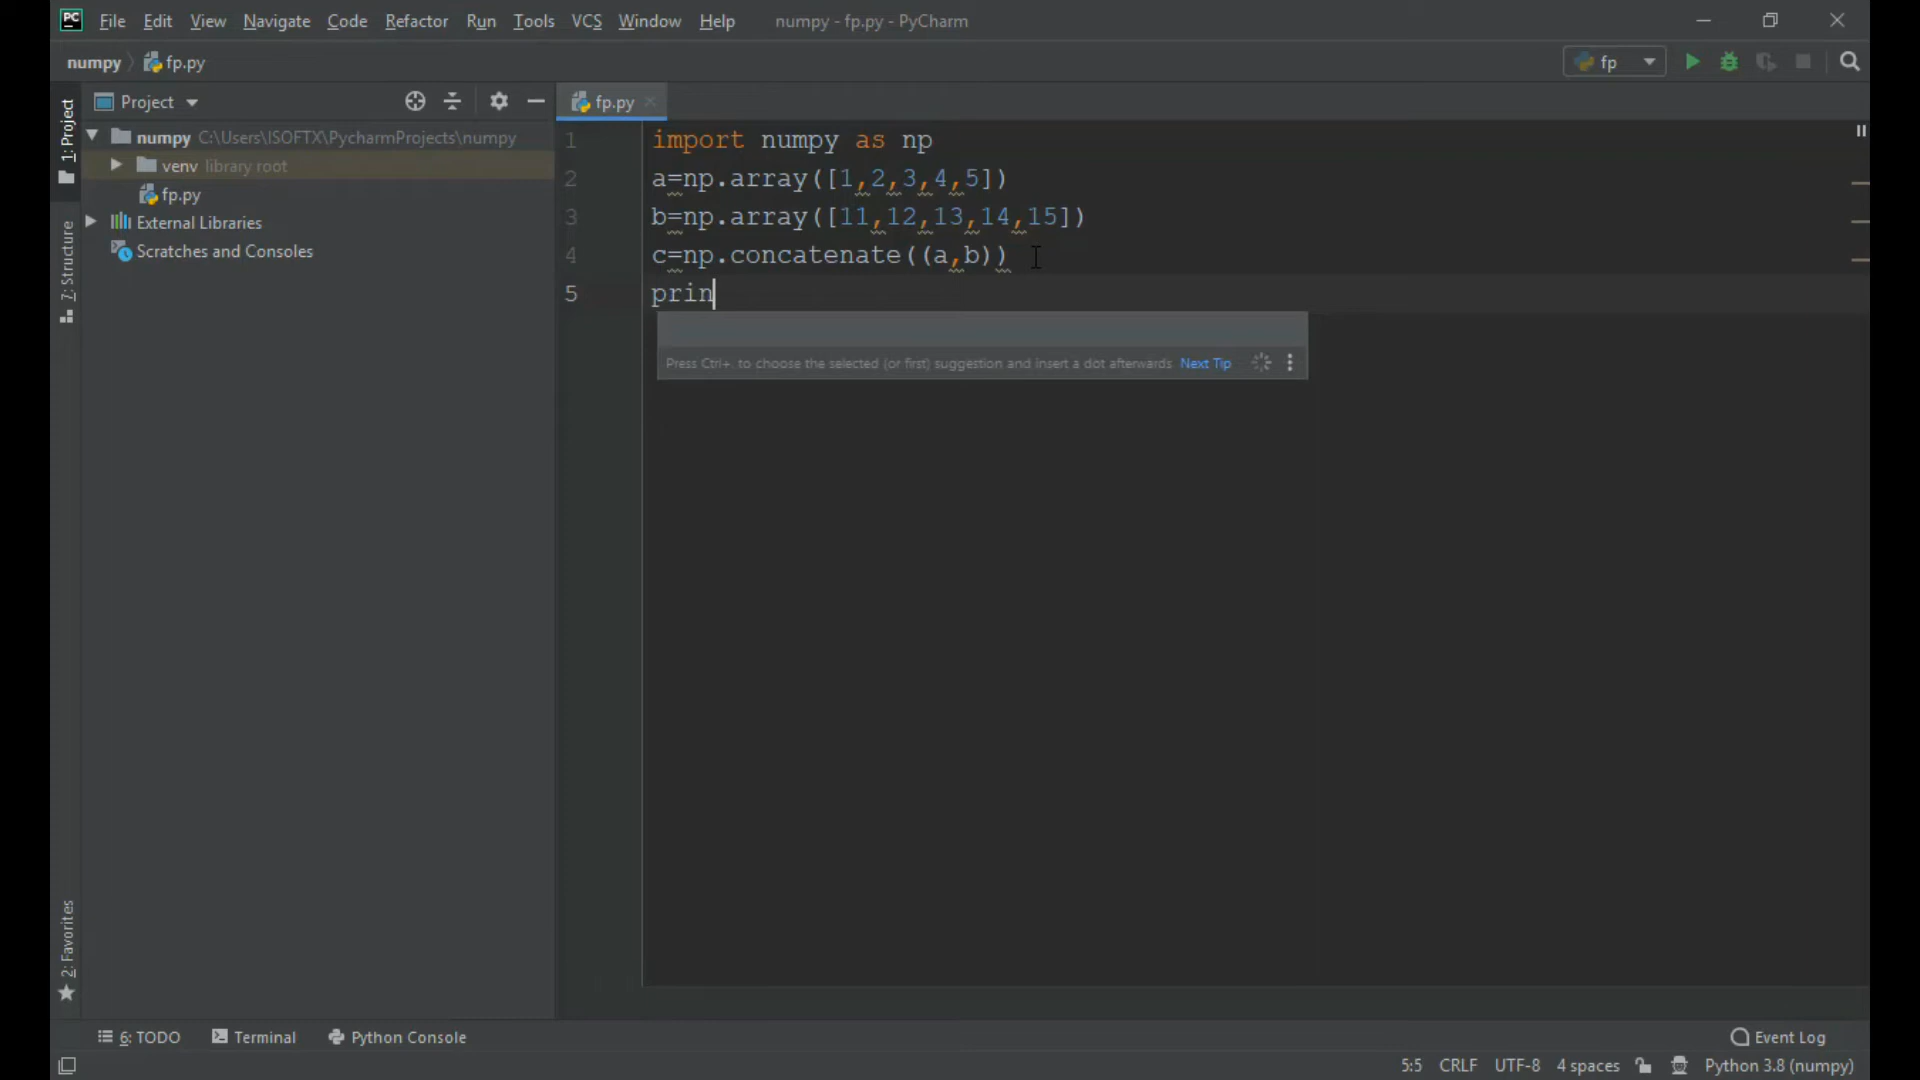 PC File Edit View Navigate Code Refactor Run Tools VCS Window Help numpy - fp.py - PyCharm
numpy fp.py fp
1: Project
7: Structure
2: Favorites
Project
numpy C:\Users\ISOFTX\PycharmProjects\numpy
venv library root
fp.py
External Libraries
Scratches and Consoles
fp.py
1 import numpy as np
2 a=np.array([1,2,3,4,5])
3 b=np.array([11,12,13,14,15])
4 c=np.concatenate((a,b))
5 prin
Press Ctrl+. to choose the selected (or first) suggestion and insert a dot afterwards Next Tip
6: TODO Terminal Python Console Event Log
5:5 CRLF UTF-8 4 spaces Python 3.8 (numpy)